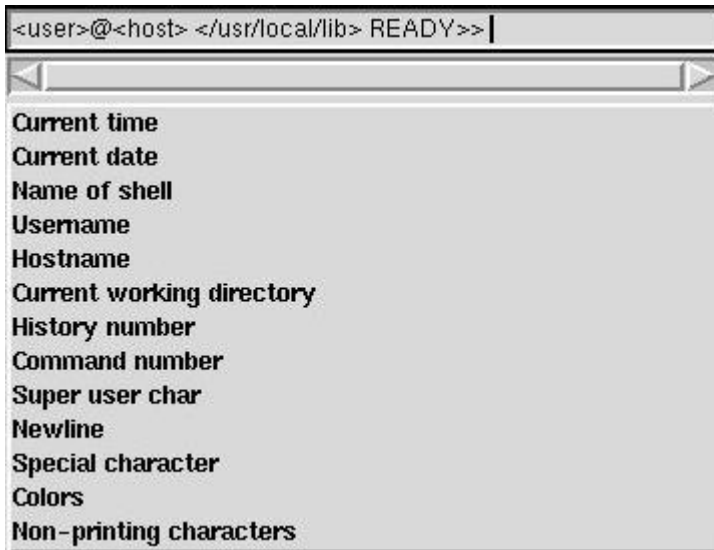 <user>@<host> </usr/local/lib> READY>>
Current time
Current date
Name of shell
Username
Hostname
Current working directory
History number
Command number
Super user char
Newline
Special character
Colors
Non-printing characters